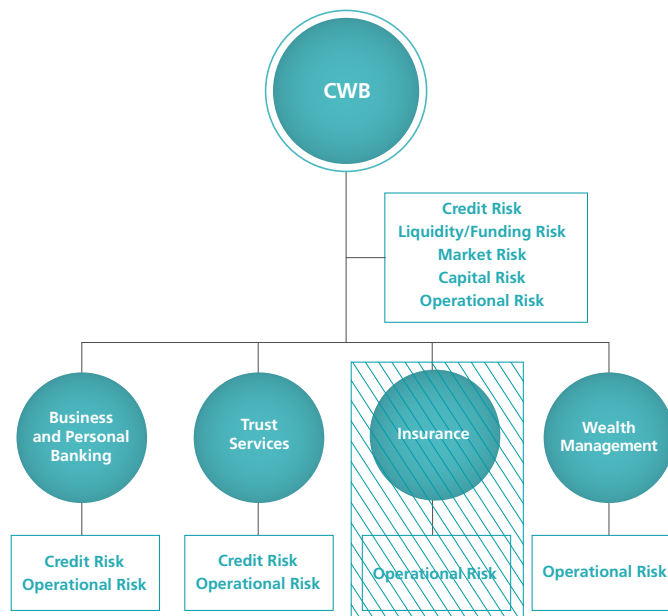 CWB
Credit Risk
Liquidity/Funding Risk
Market Risk
Capital Risk
Operational Risk
Business
and Personal
Banking
Trust
Services
Insurance
Wealth
Management
Credit Risk
Operational Risk
Credit Risk
Operational Risk
Operational Risk
Operational Risk